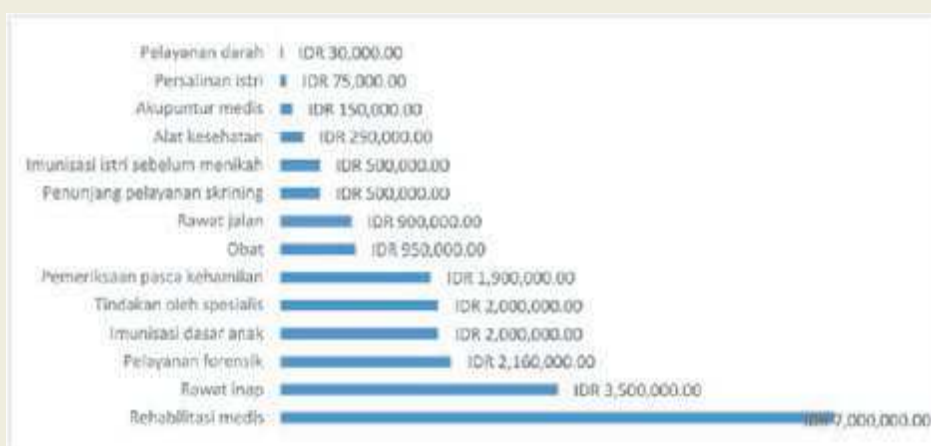 Pelayanan darah IDR 30,000.00
Persalinan istri IDR 75,000.00
Akupuntur medis IDR 150,000.00
Alat kesehatan IDR 290,000.00
Imunisasi istri sebelum menikah IDR 500,000.00
Penunjang pelayanan skrining IDR 500,000.00
Rawat jalan IDR 900,000.00
Obat IDR 950,000.00
Pemeriksaan pasca kehamilan IDR 1,900,000.00
Tindakan oleh spesialis IDR 2,000,000.00
Imunisasi dasar anak IDR 2,000,000.00
Pelayanan forensik IDR 2,160,000.00
Rawat inap IDR 3,500,000.00
Rehabilitasi medis IDR 7,000,000.00